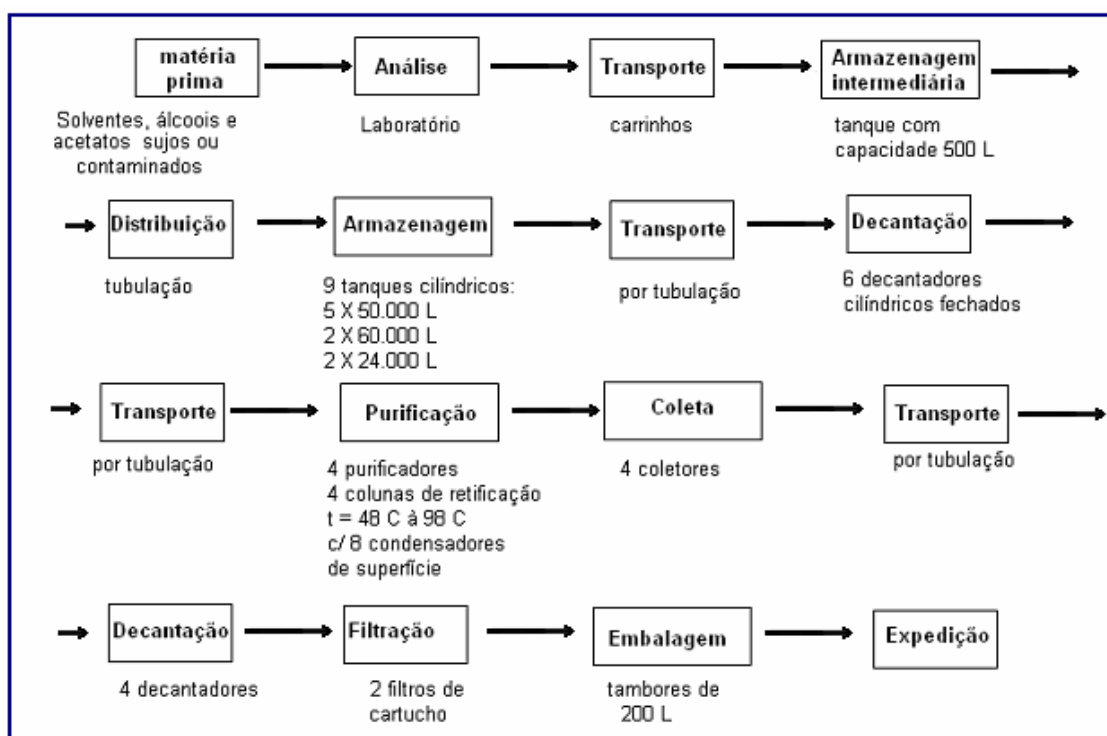 matéria
prima
Análise
Transporte
Armazenagem
intermediária
Solventes, álcoois e
acetatos sujos ou
contaminados
Laboratório
carrinhos
tanque com
capacidade 500 L
Distribuição
Armazenagem
Transporte
Decantação
tubulação
9 tanques cilíndricos:
5 X 50.000 L
2 X 60.000 L
2 X 24.000 L
por tubulação
6 decantadores
cilíndricos fechados
Transporte
Purificação
Coleta
Transporte
por tubulação
4 purificadores
4 colunas de retificação
t = 48 C à 98 C
c/ 8 condensadores
de superfície
4 coletores
por tubulação
Decantação
Filtração
Embalagem
Expedição
4 decantadores
2 filtros de
cartucho
tambores de
200 L